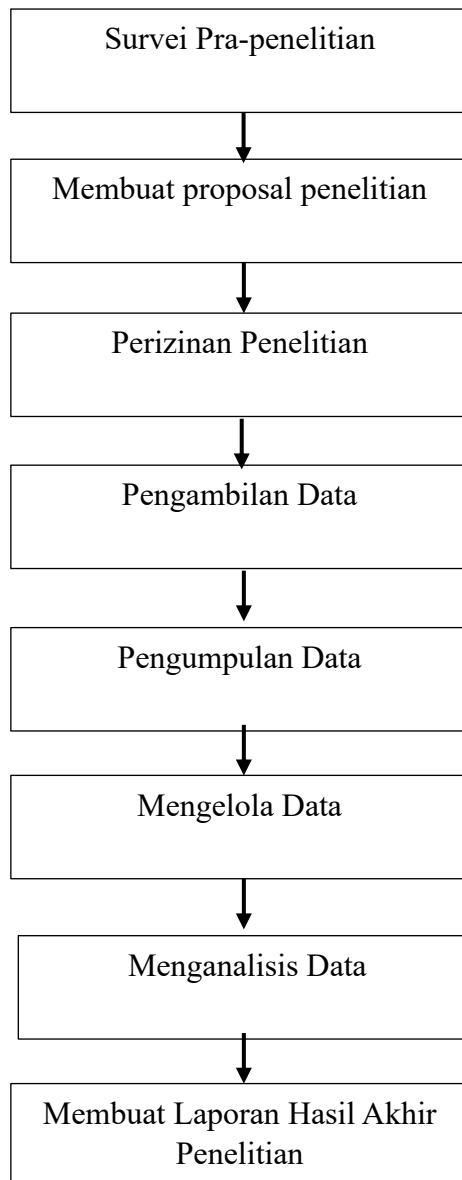 Survei Pra-penelitian
Membuat proposal penelitian
Perizinan Penelitian
Pengambilan Data
Pengumpulan Data
Mengelola Data
Menganalisis Data
Membuat Laporan Hasil Akhir
Penelitian